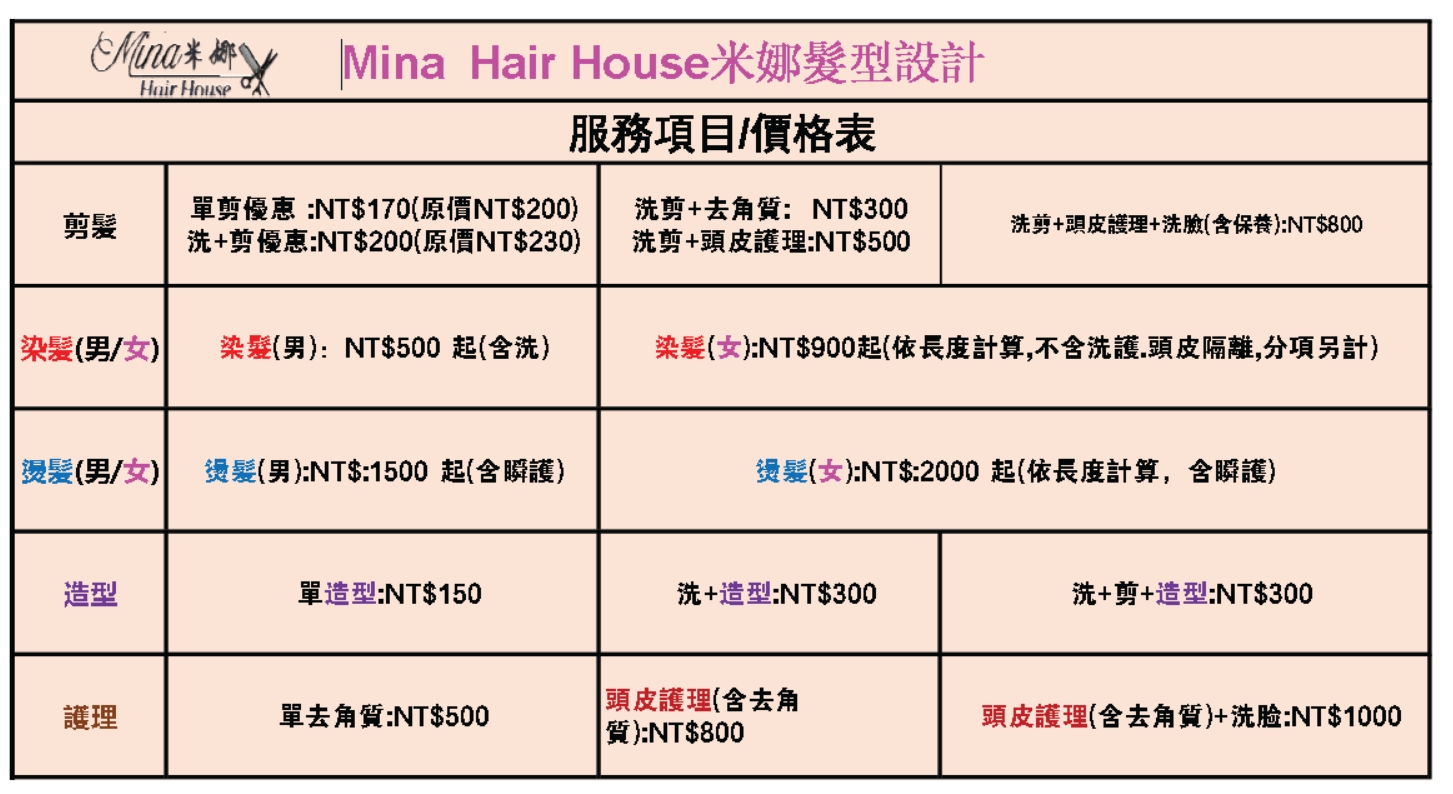 Mina米娜
Hair House
Mina Hair House米娜髮型設計
服務項目/價格表
剪髮
單剪優惠 :NT$170(原價NT$200)
洗+剪優惠:NT$200(原價NT$230)
洗剪+去角質: NT$300
洗剪+頭皮護理:NT$500
洗剪+頭皮護理+洗臉(含保養):NT$800
染髮(男/女)
染髮(男): NT$500 起(含洗)
染髮(女):NT$900起(依長度計算,不含洗護.頭皮隔離,分項另計)
燙髮(男/女)
燙髮(男):NT$:1500 起(含瞬護)
燙髮(女):NT$:2000 起(依長度計算，含瞬護)
造型
單造型:NT$150
洗+造型:NT$300
洗+剪+造型:NT$300
護理
單去角質:NT$500
頭皮護理(含去角
質):NT$800
頭皮護理(含去角質)+洗脸:NT$1000